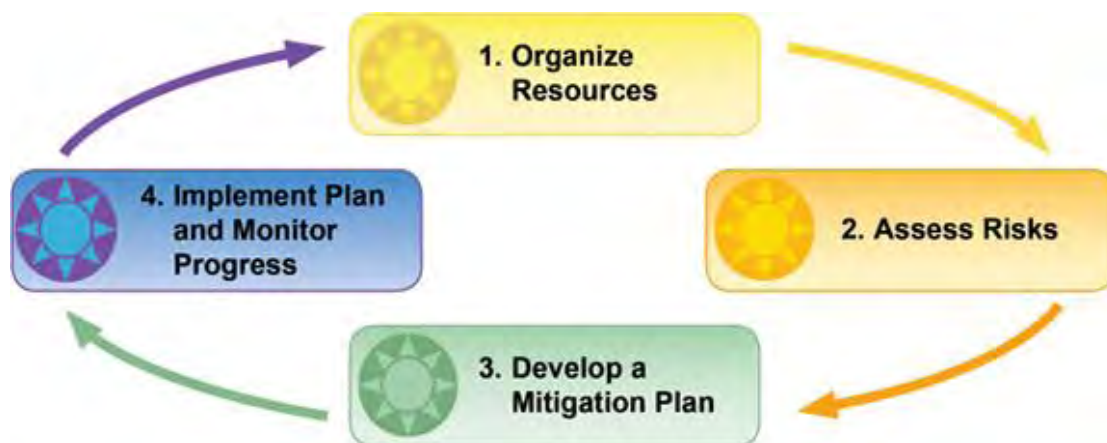 1. Organize
Resources
2. Assess Risks
3. Develop a
Mitigation Plan
4. Implement Plan
and Monitor
Progress